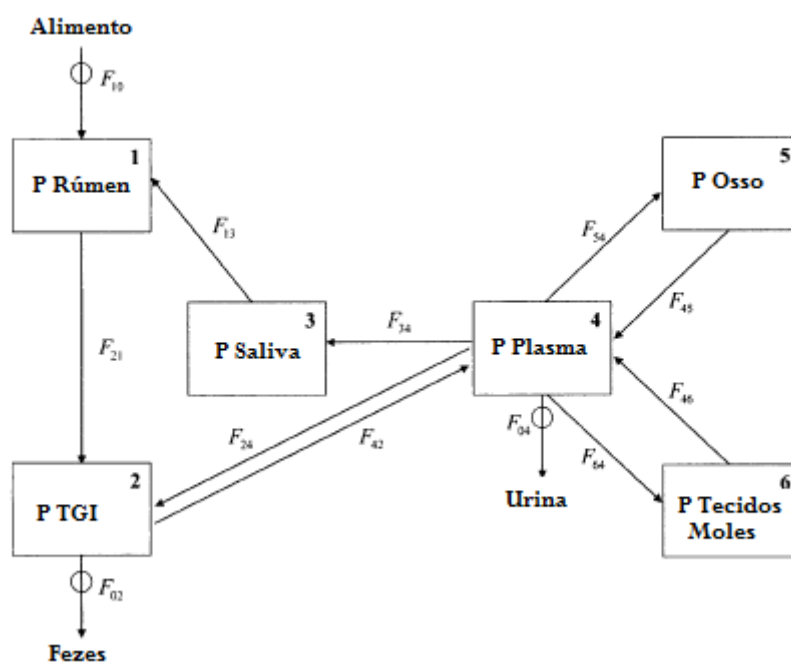 Alimento
F10
1
P Rúmen
5
P Osso
F13
F54
F45
3
P Saliva
F34
4
P Plasma
F21
F24
F42
F04
F46
F64
2
P TGI
Urina
6
P Tecidos
Moles
F02
Fezes